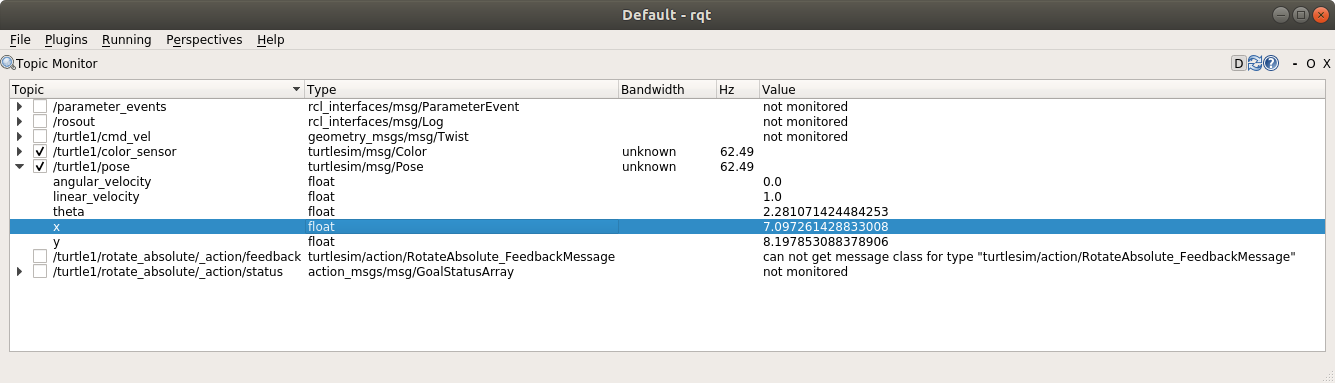 Default - rqt
File Plugins Running Perspectives Help
Topic Monitor D ? - O X
Topic Type Bandwidth Hz Value
/parameter_events rcl_interfaces/msg/ParameterEvent not monitored
/rosout rcl_interfaces/msg/Log not monitored
/turtle1/cmd_vel geometry_msgs/msg/Twist not monitored
/turtle1/color_sensor turtlesim/msg/Color unknown 62.49
/turtle1/pose turtlesim/msg/Pose unknown 62.49
angular_velocity float 0.0
linear_velocity float 1.0
theta float 2.281071424484253
x float 7.097261428833008
y float 8.197853088378906
/turtle1/rotate_absolute/_action/feedback turtlesim/action/RotateAbsolute_FeedbackMessage can not get message class for type "turtlesim/action/RotateAbsolute_FeedbackMessage"
/turtle1/rotate_absolute/_action/status action_msgs/msg/GoalStatusArray not monitored